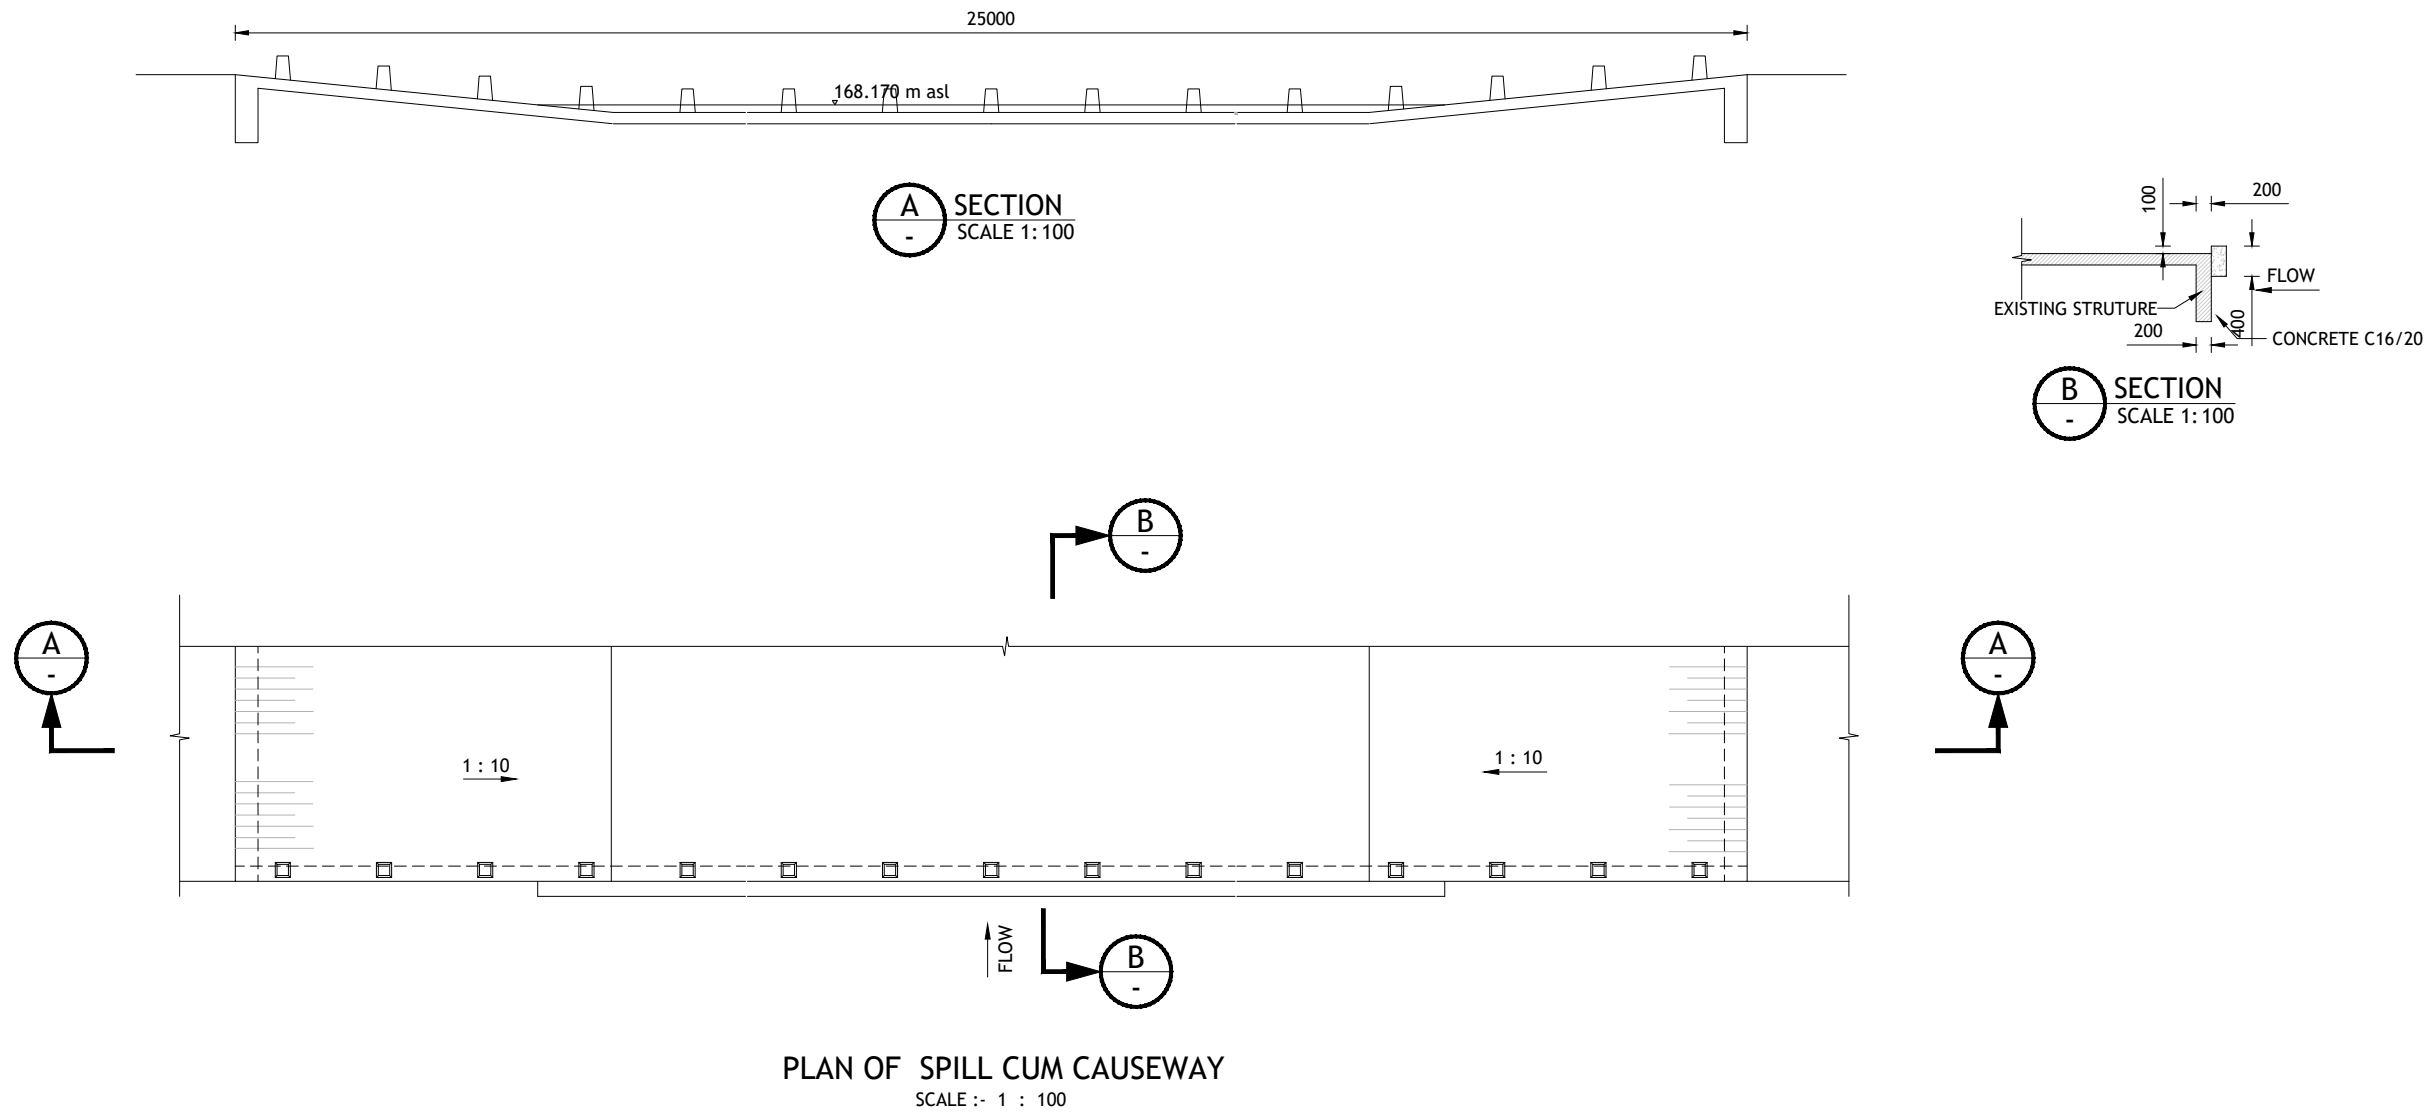 25000
168.170 m asl
A
-
SECTION
SCALE 1:100
100
200
FLOW
EXISTING STRUTURE
400
200
CONCRETE C16/20
B
-
SECTION
SCALE 1:100
B
-
A
-
A
-
1 : 10
1 : 10
FLOW
B
-
PLAN OF SPILL CUM CAUSEWAY
SCALE :- 1 : 100